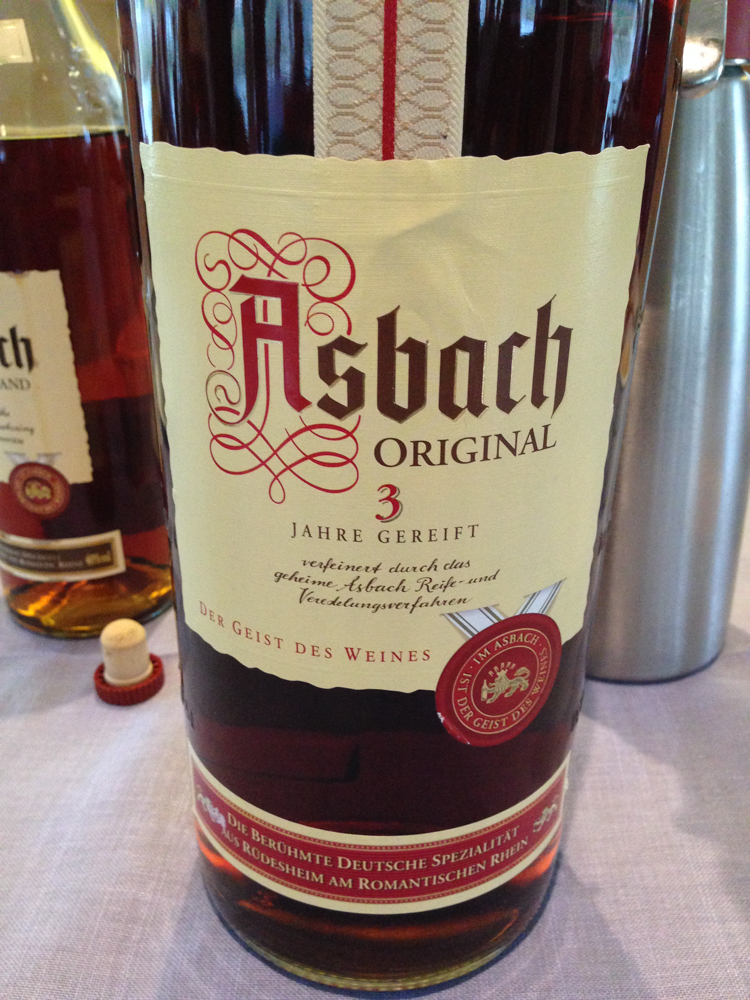 Asbach
ORIGINAL
3
JAHRE GEREIFT
verfeinert durch das
geheime Asbach Reife- und
Veredelungsverfahren
DER GEIST DES WEINES
IM ASBACH · IST DER GEIST DES WEINES ·
DIE BERÜHMTE DEUTSCHE SPEZIALITÄT
AUS RÜDESHEIM AM ROMANTISCHEN RHEIN
ch
AND